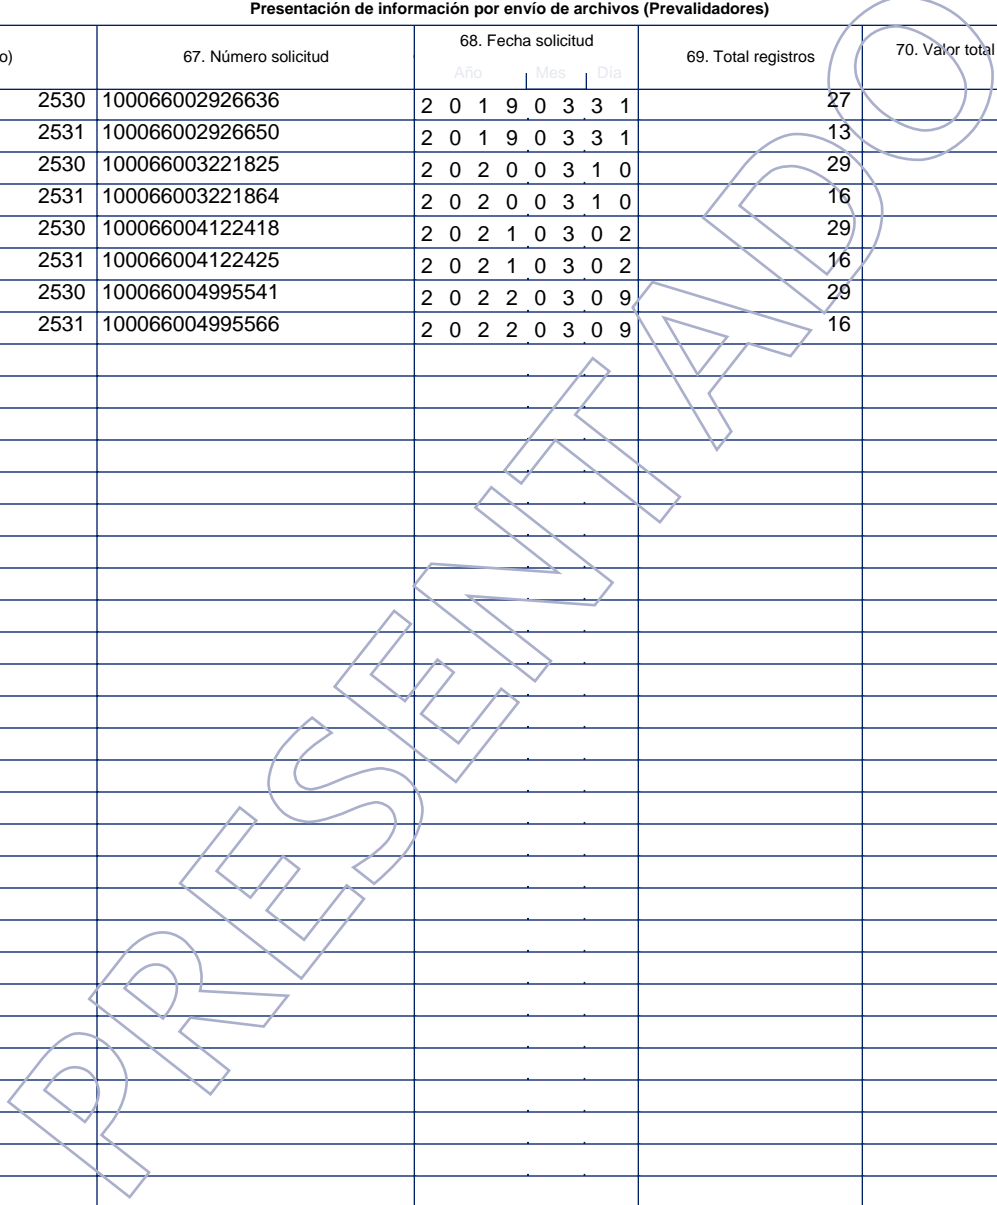 Presentación de información por envío de archivos (Prevalidadores)
o) 67. Número solicitud 68. Fecha solicitud 69. Total registros 70. Valor total
Año Mes Día
2530 100066002926636 2 0 1 9 0 3 3 1 27
2531 100066002926650 2 0 1 9 0 3 3 1 13
2530 100066003221825 2 0 2 0 0 3 1 0 29
2531 100066003221864 2 0 2 0 0 3 1 0 16
2530 100066004122418 2 0 2 1 0 3 0 2 29
2531 100066004122425 2 0 2 1 0 3 0 2 16
2530 100066004995541 2 0 2 2 0 3 0 9 29
2531 100066004995566 2 0 2 2 0 3 0 9 16
PRESENTADO